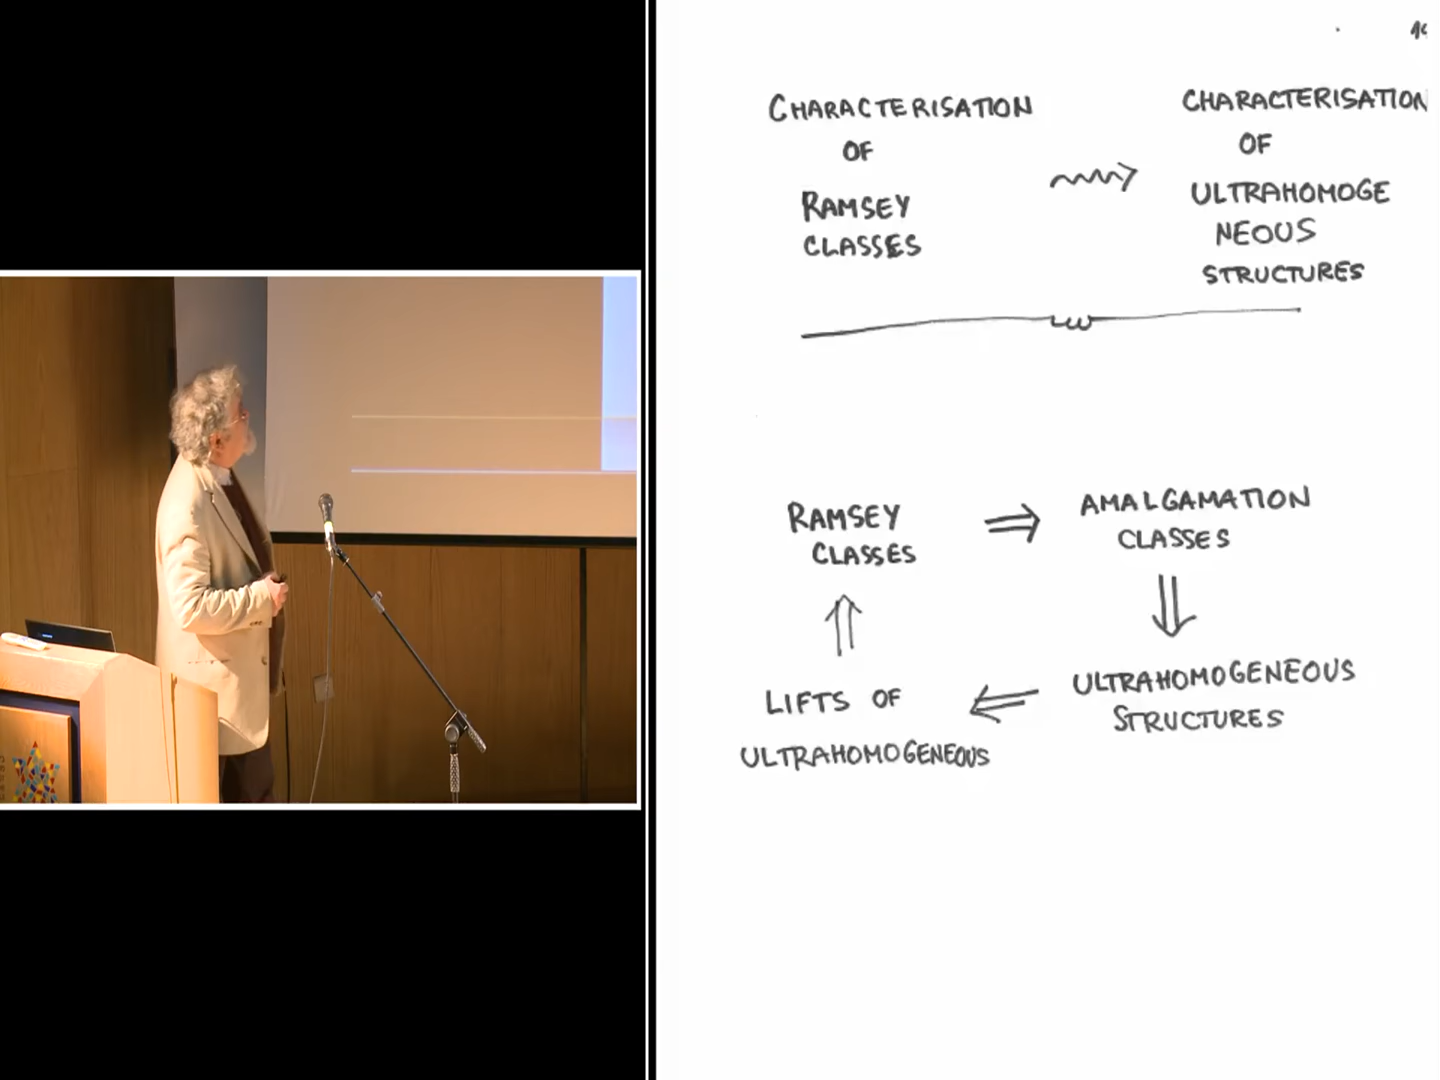 CHARACTERISATION
OF
RAMSEY
CLASSES
CHARACTERISATION
OF
ULTRAHOMOGE
NEOUS
STRUCTURES
RAMSEY
CLASSES
AMALGAMATION
CLASSES
LIFTS OF
ULTRAHOMOGENEOUS
ULTRAHOMOGENEOUS
STRUCTURES